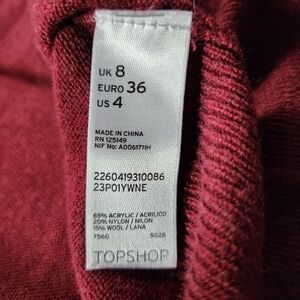 UK 8
EURO 36
US 4
MADE IN CHINA
RN 125149
NIF No: A0061711H
2260419310086
23P01YWNE
65% ACRYLIC / ACRILICO
20% NYLON / NILON
15% WOOL / LANA
7560 5028
TOPSHOP